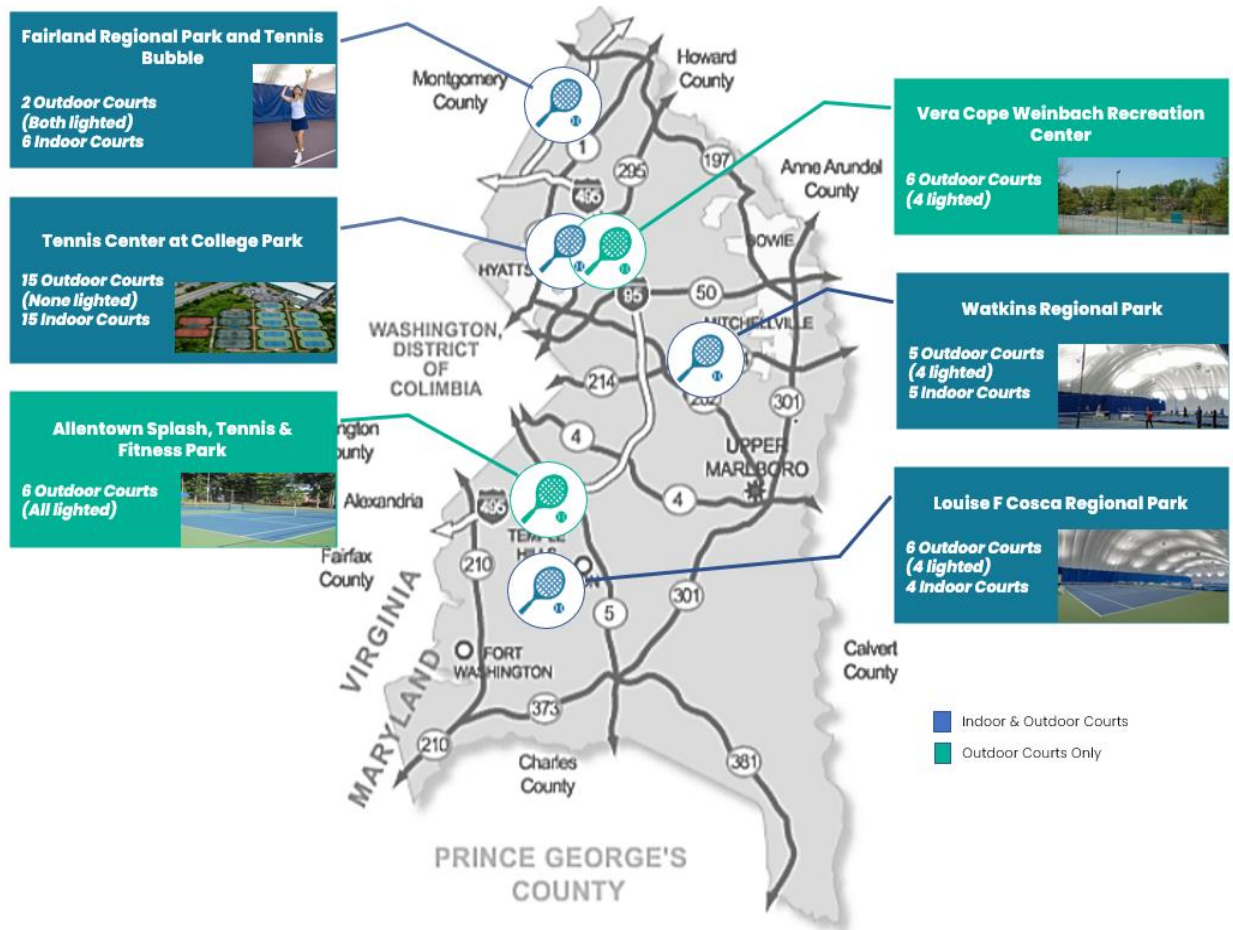 Fairland Regional Park and Tennis
Bubble
2 Outdoor Courts
(Both lighted)
6 Indoor Courts
Tennis Center at College Park
15 Outdoor Courts
(None lighted)
15 Indoor Courts
Allentown Splash, Tennis &
Fitness Park
6 Outdoor Courts
(All lighted)
Vera Cope Weinbach Recreation
Center
6 Outdoor Courts
(4 lighted)
Watkins Regional Park
5 Outdoor Courts
(4 lighted)
5 Indoor Courts
Louise F Cosca Regional Park
6 Outdoor Courts
(4 lighted)
4 Indoor Courts
Indoor & Outdoor Courts
Outdoor Courts Only
Montgomery
County
Howard
County
Anne Arundel
County
1
295
197
495
BOWIE
HYATTS
95
50
MITCHELLVILLE
WASHINGTON,
DISTRICT
OF
COLIMBIA
214
202
301
4
UPPER
MARLBORO
4
ngton
ounty
Alexandria
495
Fairfax
County
TEMPLE
HILLS
ON
210
301
5
VIRGINIA
MARYLAND
FORT
WASHINGTON
Calvert
County
373
210
Charles
County
381
PRINCE GEORGE'S
COUNTY